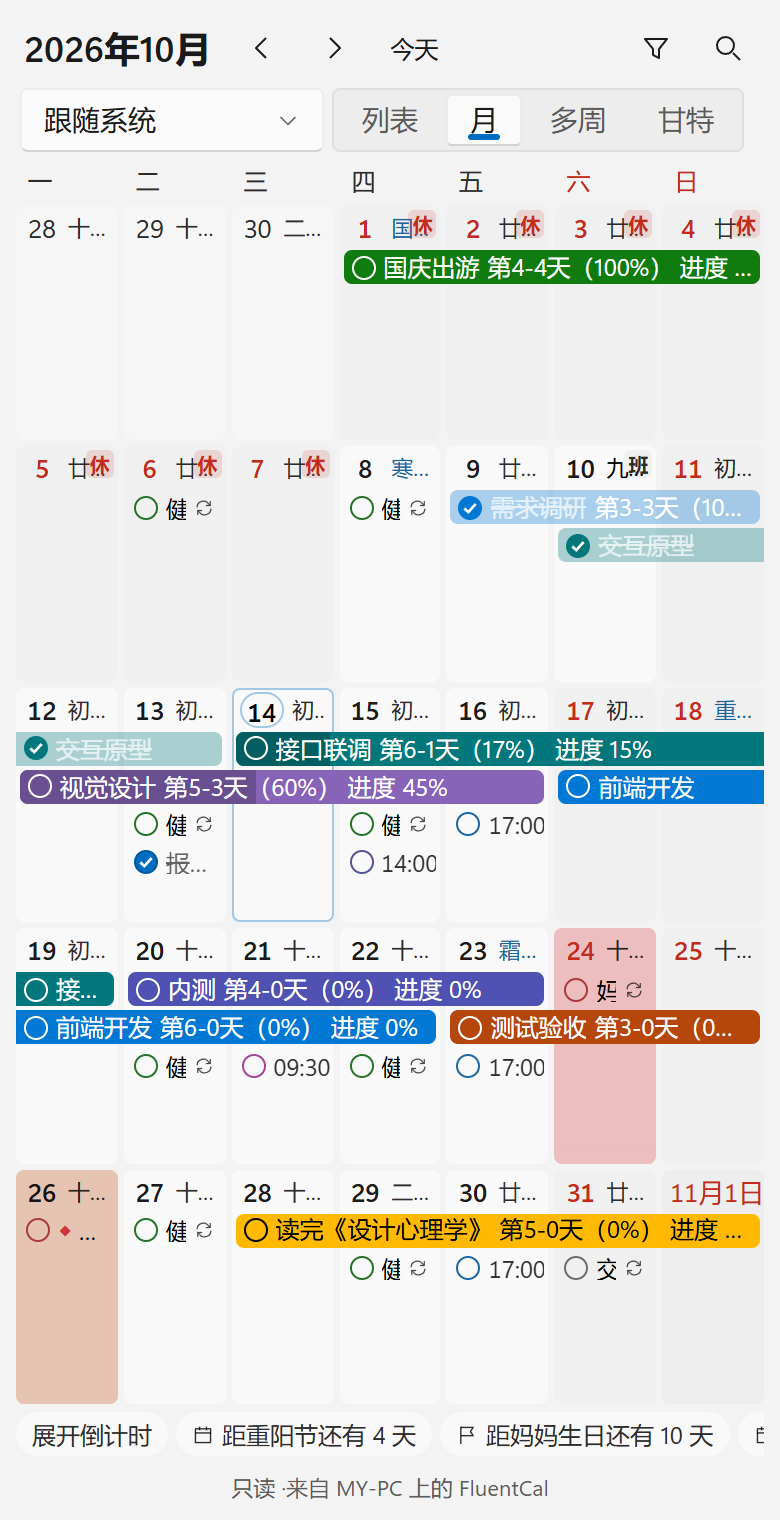 2026年10月 今天
跟随系统 列表 月 多周 甘特
一 二 三 四 五 六 日
28 十... 29 十... 30 二... 1 国... 休 2 廿... 休 3 廿... 休 4 廿... 休
国庆出游 第4-4天（100%） 进度 ...
5 廿... 休 6 廿... 休 7 廿... 休 8 寒... 9 廿... 10 九... 班 11 初...
健 健 需求调研 第3-3天（10...
交互原型
12 初... 13 初... 14 初... 15 初... 16 初... 17 初... 18 重...
交互原型 接口联调 第6-1天（17%） 进度 15%
视觉设计 第5-3天（60%） 进度 45% 前端开发
健 健 17:00
报... 14:00
19 初... 20 十... 21 十... 22 十... 23 霜... 24 十... 25 十...
接... 内测 第4-0天（0%） 进度 0% 妈
前端开发 第6-0天（0%） 进度 0% 测试验收 第3-0天（0...
健 09:30 健 17:00
26 十... 27 十... 28 十... 29 二... 30 廿... 31 廿... 11月1日
... 健 读完《设计心理学》 第5-0天（0%） 进度 ...
健 17:00 交
展开倒计时 距重阳节还有 4 天 距妈妈生日还有 10 天
只读 ·来自 MY-PC 上的 FluentCal